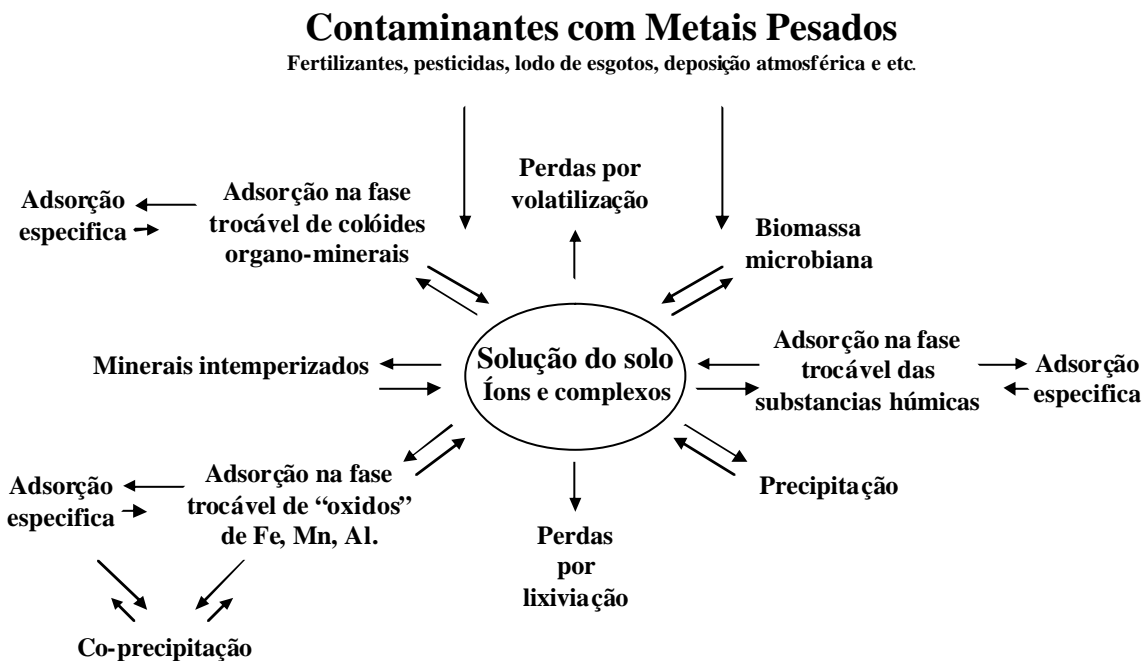 Contaminantes com Metais Pesados
Fertilizantes, pesticidas, lodo de esgotos, deposição atmosférica e etc.
Perdas por
volatilização
Adsorção
especifica
Adsorção na fase
trocável de colóides
organo-minerais
Biomassa
microbiana
Minerais intemperizados
Solução do solo
Íons e complexos
Adsorção na fase
trocável das
substancias húmicas
Adsorção
especifica
Adsorção
especifica
Adsorção na fase
trocável de “oxidos”
de Fe, Mn, Al.
Precipitação
Perdas
por
lixiviação
Co-precipitação